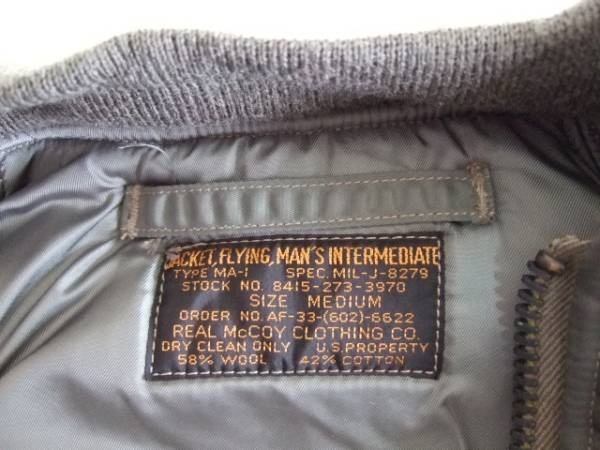 JACKET, FLYING, MAN'S INTERMEDIATE
TYPE MA-1 SPEC. MIL-J-8279
STOCK NO. 8415-273-3970
SIZE MEDIUM
ORDER NO. AF-33-(602)-6622
REAL McCOY CLOTHING CO.
DRY CLEAN ONLY U.S. PROPERTY
58% WOOL 42% COTTON